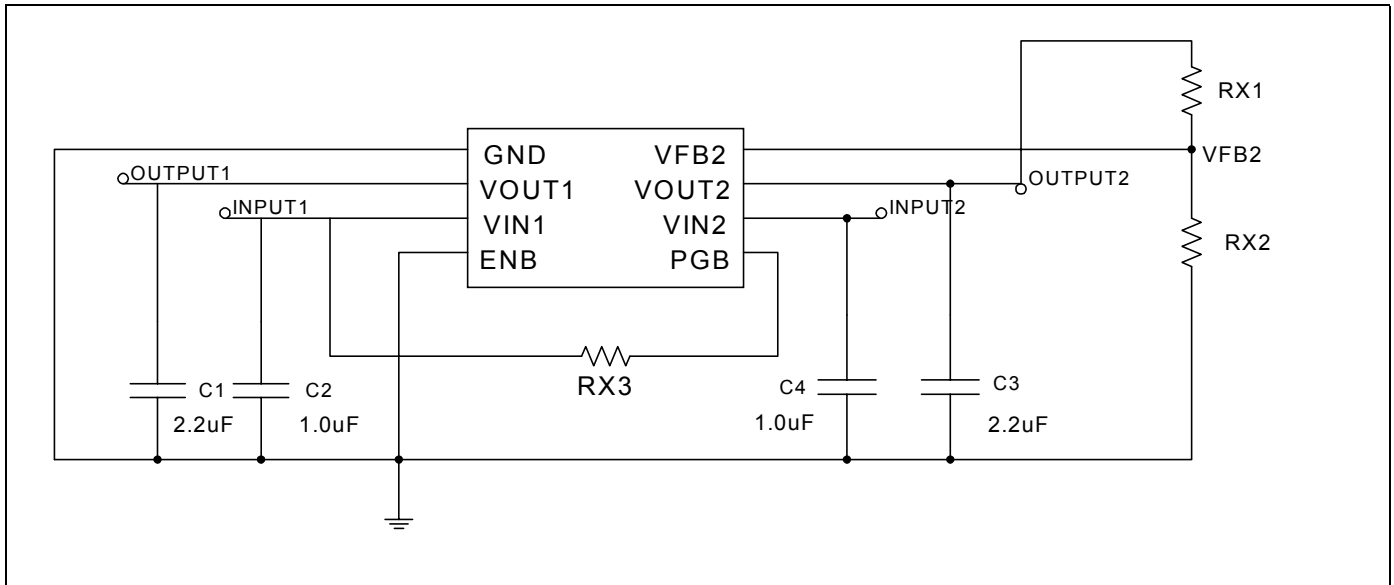 RX1
GND
VFB2
VFB2
OUTPUT1
VOUT1
VOUT2
OUTPUT2
INPUT1
VIN1
VIN2
INPUT2
RX2
ENB
PGB
RX3
C1
2.2uF
C2
1.0uF
C4
1.0uF
C3
2.2uF